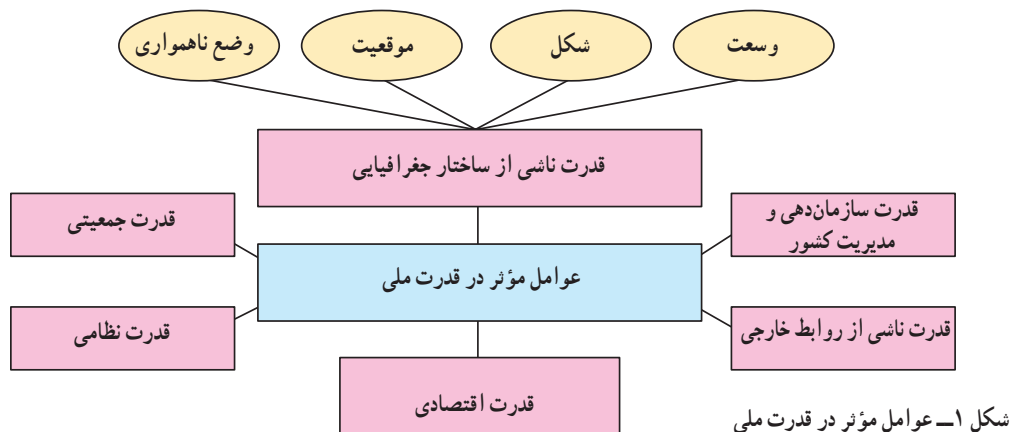 وسعت
شکل
موقعیت
وضع ناهمواری
قدرت ناشی از ساختار جغرافیایی
قدرت سازمان‌دهی و
مدیریت کشور
قدرت جمعیتی
عوامل مؤثر در قدرت ملی
قدرت ناشی از روابط خارجی
قدرت نظامی
قدرت اقتصادی
شکل ۱ــ عوامل مؤثر در قدرت ملی